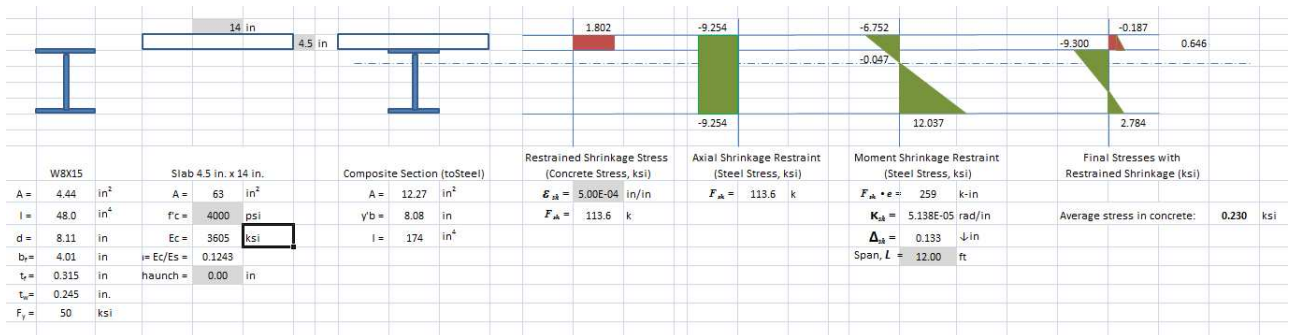 14 in
4.5 in
1.802
-9.254
-6.752
-0.187
-9.300
0.646
-0.047
-9.254
12.037
2.784
W8X15
Slab 4.5 in. x 14 in.
Composite Section (toSteel)
Restrained Shrinkage Stress
(Concrete Stress, ksi)
Axial Shrinkage Restraint
(Steel Stress, ksi)
Moment Shrinkage Restraint
(Steel Stress, ksi)
Final Stresses with
Restrained Shrinkage (ksi)
A = 4.44 in²
A = 63 in²
A = 12.27 in²
ε_sh = 5.00E-04 in/in
F_sh = 113.6 k
F_sh • e = 259 k-in
I = 48.0 in⁴
f'c = 4000 psi
y'b = 8.08 in
F_sh = 113.6 k
K_sh = 5.138E-05 rad/in
Average stress in concrete: 0.230 ksi
d = 8.11 in
Ec = 3605 ksi
I = 174 in⁴
Δ_sh = 0.133 ↓in
b_f= 4.01 in
= Ec/Es = 0.1243
Span, L = 12.00 ft
t_f= 0.315 in
haunch = 0.00 in
t_w= 0.245 in.
F_y = 50 ksi